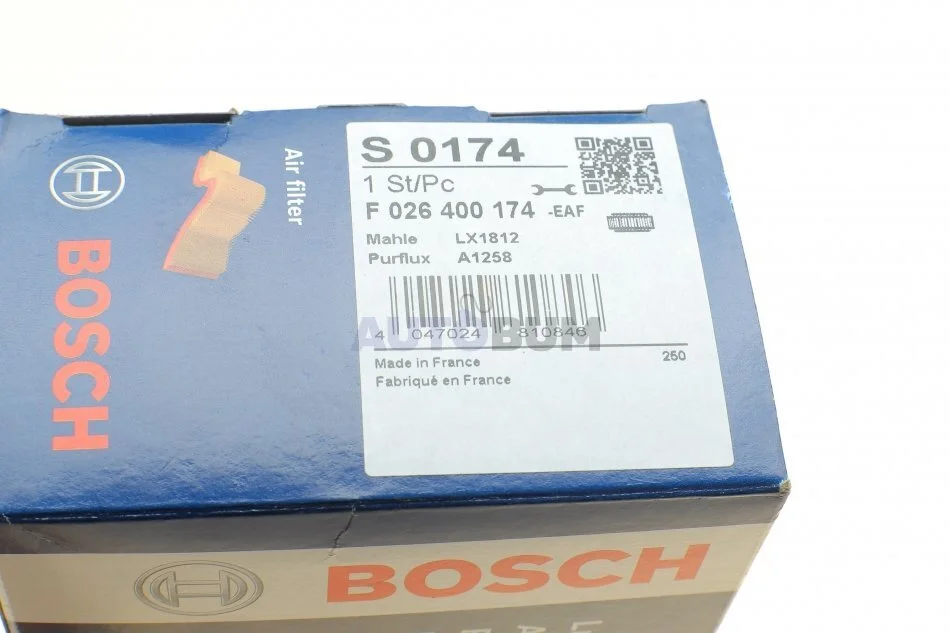 BOSCH
Air filter
S 0174
1 St/Pc
F 026 400 174 -EAF
Mahle LX1812
Purflux A1258
4 047024 810846
AUTOBUM
Made in France
250
Fabriqué en France
BOSCH